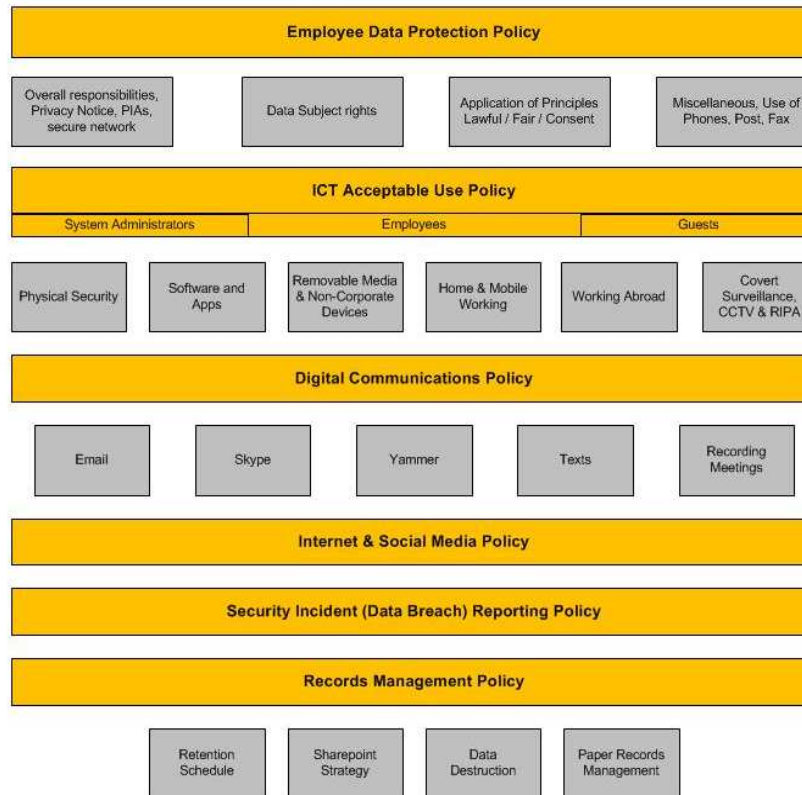 Employee Data Protection Policy
Overall responsibilities,
Privacy Notice, PIAs,
secure network
Data Subject rights
Application of Principles
Lawful / Fair / Consent
Miscellaneous, Use of
Phones, Post, Fax
ICT Acceptable Use Policy
System Administrators
Employees
Guests
Physical Security
Software and
Apps
Removable Media
& Non-Corporate
Devices
Home & Mobile
Working
Working Abroad
Covert
Surveillance,
CCTV & RIPA
Digital Communications Policy
Email
Skype
Yammer
Texts
Recording
Meetings
Internet & Social Media Policy
Security Incident (Data Breach) Reporting Policy
Records Management Policy
Retention
Schedule
Sharepoint
Strategy
Data
Destruction
Paper Records
Management